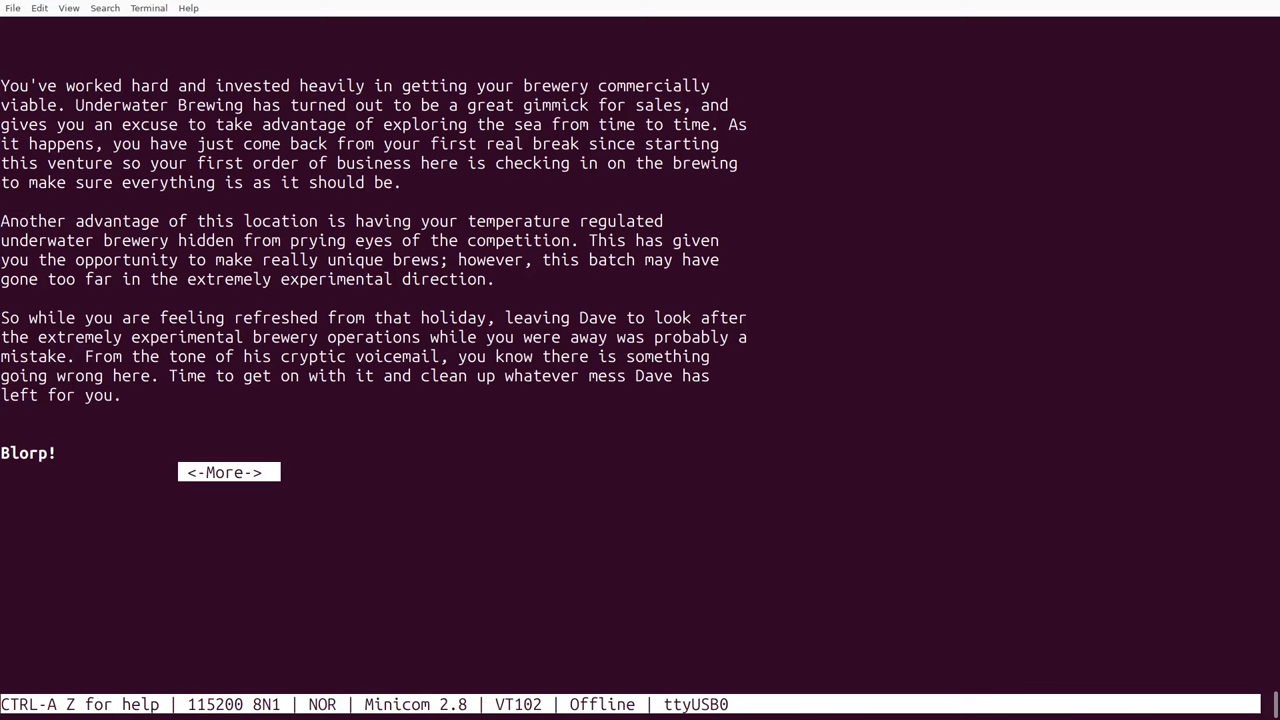 File Edit View Search Terminal Help
You've worked hard and invested heavily in getting your brewery commercially
viable. Underwater Brewing has turned out to be a great gimmick for sales, and
gives you an excuse to take advantage of exploring the sea from time to time. As
it happens, you have just come back from your first real break since starting
this venture so your first order of business here is checking in on the brewing
to make sure everything is as it should be.
Another advantage of this location is having your temperature regulated
underwater brewery hidden from prying eyes of the competition. This has given
you the opportunity to make really unique brews; however, this batch may have
gone too far in the extremely experimental direction.
So while you are feeling refreshed from that holiday, leaving Dave to look after
the extremely experimental brewery operations while you were away was probably a
mistake. From the tone of his cryptic voicemail, you know there is something
going wrong here. Time to get on with it and clean up whatever mess Dave has
left for you.
Blorp!
<-More->
CTRL-A Z for help | 115200 8N1 | NOR | Minicom 2.8 | VT102 | Offline | ttyUSB0